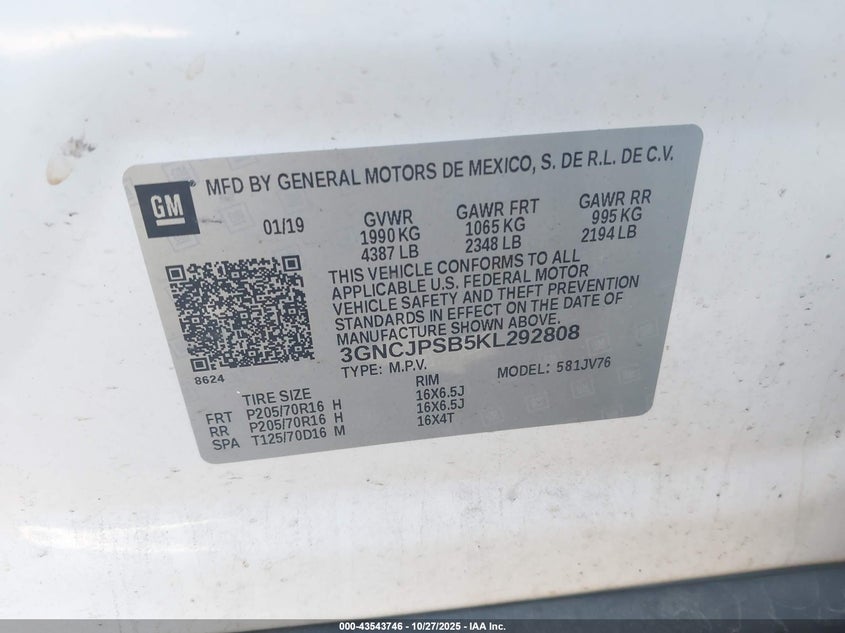 MFD BY GENERAL MOTORS DE MEXICO, S. DE R.L. DE C.V.
GM
01/19
GVWR GAWR FRT GAWR RR
1990 KG 1065 KG 995 KG
4387 LB 2348 LB 2194 LB
THIS VEHICLE CONFORMS TO ALL
APPLICABLE U.S. FEDERAL MOTOR
VEHICLE SAFETY AND THEFT PREVENTION
STANDARDS IN EFFECT ON THE DATE OF
MANUFACTURE SHOWN ABOVE.
3GNCJPSB5KL292808
8624
TYPE: M.P.V. MODEL: 581JV76
TIRE SIZE RIM
FRT P205/70R16 H 16X6.5J
RR P205/70R16 H 16X6.5J
SPA T125/70D16 M 16X4T
000-43543746 - 10/27/2025 - IAA Inc.